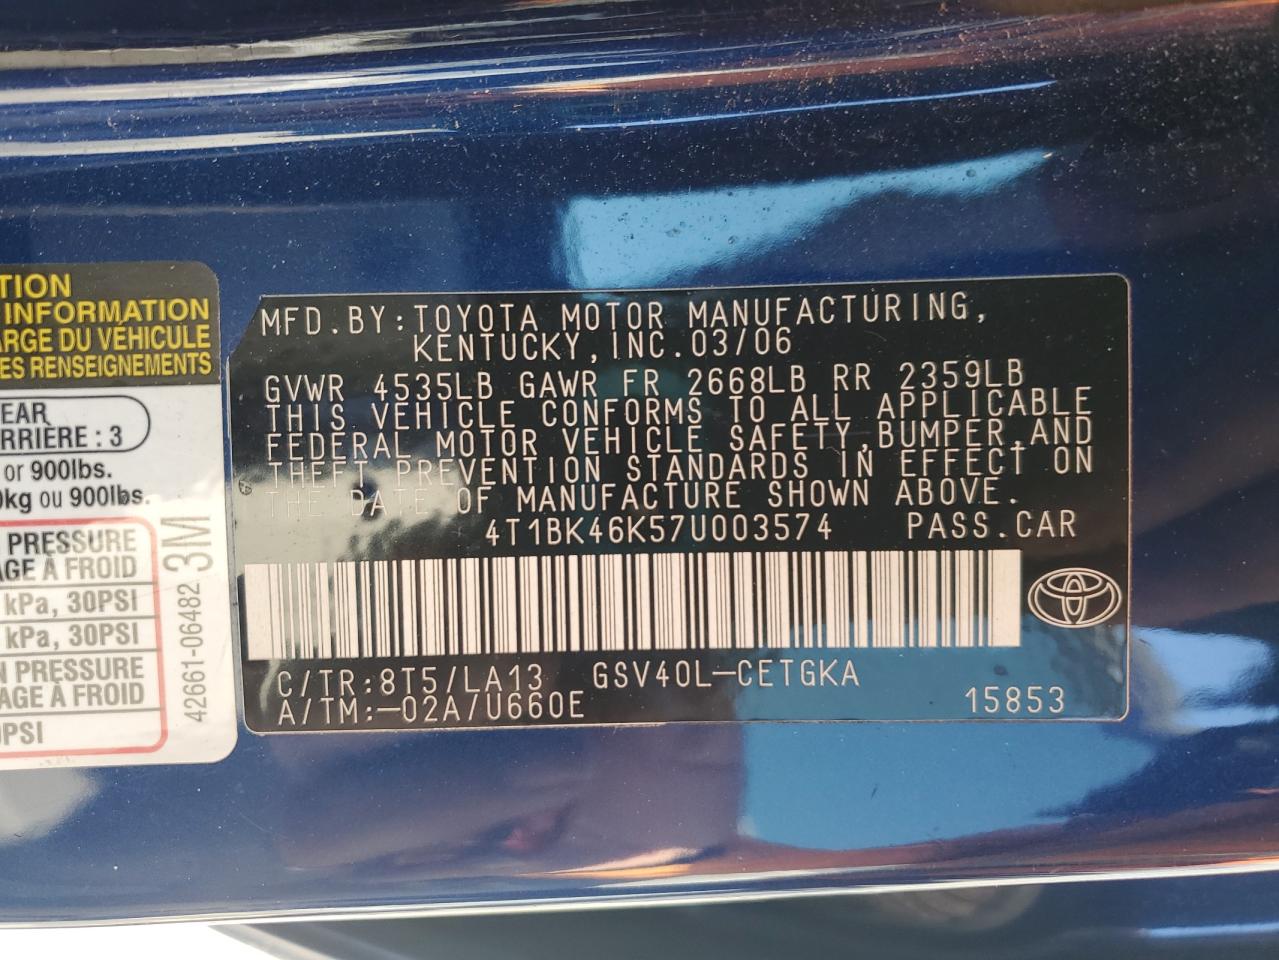 TION
INFORMATION
ARGE DU VÉHICULE
ES RENSEIGNEMENTS
EAR
RRIÈRE : 3
or 900lbs.
0kg ou 900lbs.
PRESSURE
AGE À FROID
kPa, 30PSI
kPa, 30PSI
N PRESSURE
AGE À FROID
0PSI
42661-06482 3M
MFD.BY:TOYOTA MOTOR MANUFACTURING,
KENTUCKY,INC.03/06
GVWR 4535LB GAWR FR 2668LB RR 2359LB
THIS VEHICLE CONFORMS TO ALL APPLICABLE
FEDERAL MOTOR VEHICLE SAFETY,BUMPER,AND
THEFT PREVENTION STANDARDS IN EFFECT ON
THE DATE OF MANUFACTURE SHOWN ABOVE.
4T1BK46K57U003574 PASS.CAR
C/TR:8T5/LA13 GSV40L-CETGKA
A/TM:-02A/U660E 15853